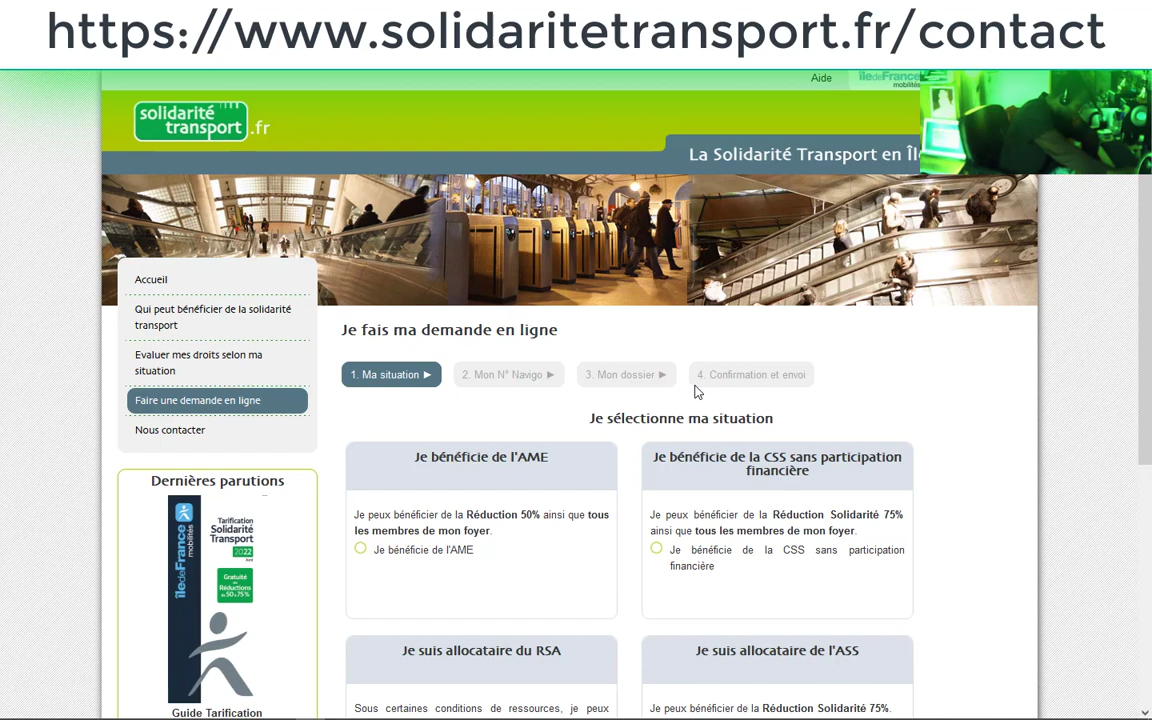 https://www.solidaritetransport.fr/contact
Aide
îledeFrance
mobilités
solidarité
transport.fr
La Solidarité Transport en Îl
Accueil
Qui peut bénéficier de la solidarité
transport
Evaluer mes droits selon ma
situation
Faire une demande en ligne
Nous contacter
Dernières parutions
îledeFrance
mobilités
Tarification
Solidarité
Transport
2022
Gratuité
Réductions
de 50 à 75%
Guide Tarification
Je fais ma demande en ligne
1. Ma situation ►
2. Mon N° Navigo ►
3. Mon dossier ►
4. Confirmation et envoi
Je sélectionne ma situation
Je bénéficie de l'AME
Je peux bénéficier de la Réduction 50% ainsi que tous
les membres de mon foyer.
Je bénéficie de l'AME
Je bénéficie de la CSS sans participation
financière
Je peux bénéficier de la Réduction Solidarité 75%
ainsi que tous les membres de mon foyer.
Je bénéficie de la CSS sans participation
financière
Je suis allocataire du RSA
Sous certaines conditions de ressources, je peux
Je suis allocataire de l'ASS
Je peux bénéficier de la Réduction Solidarité 75%.